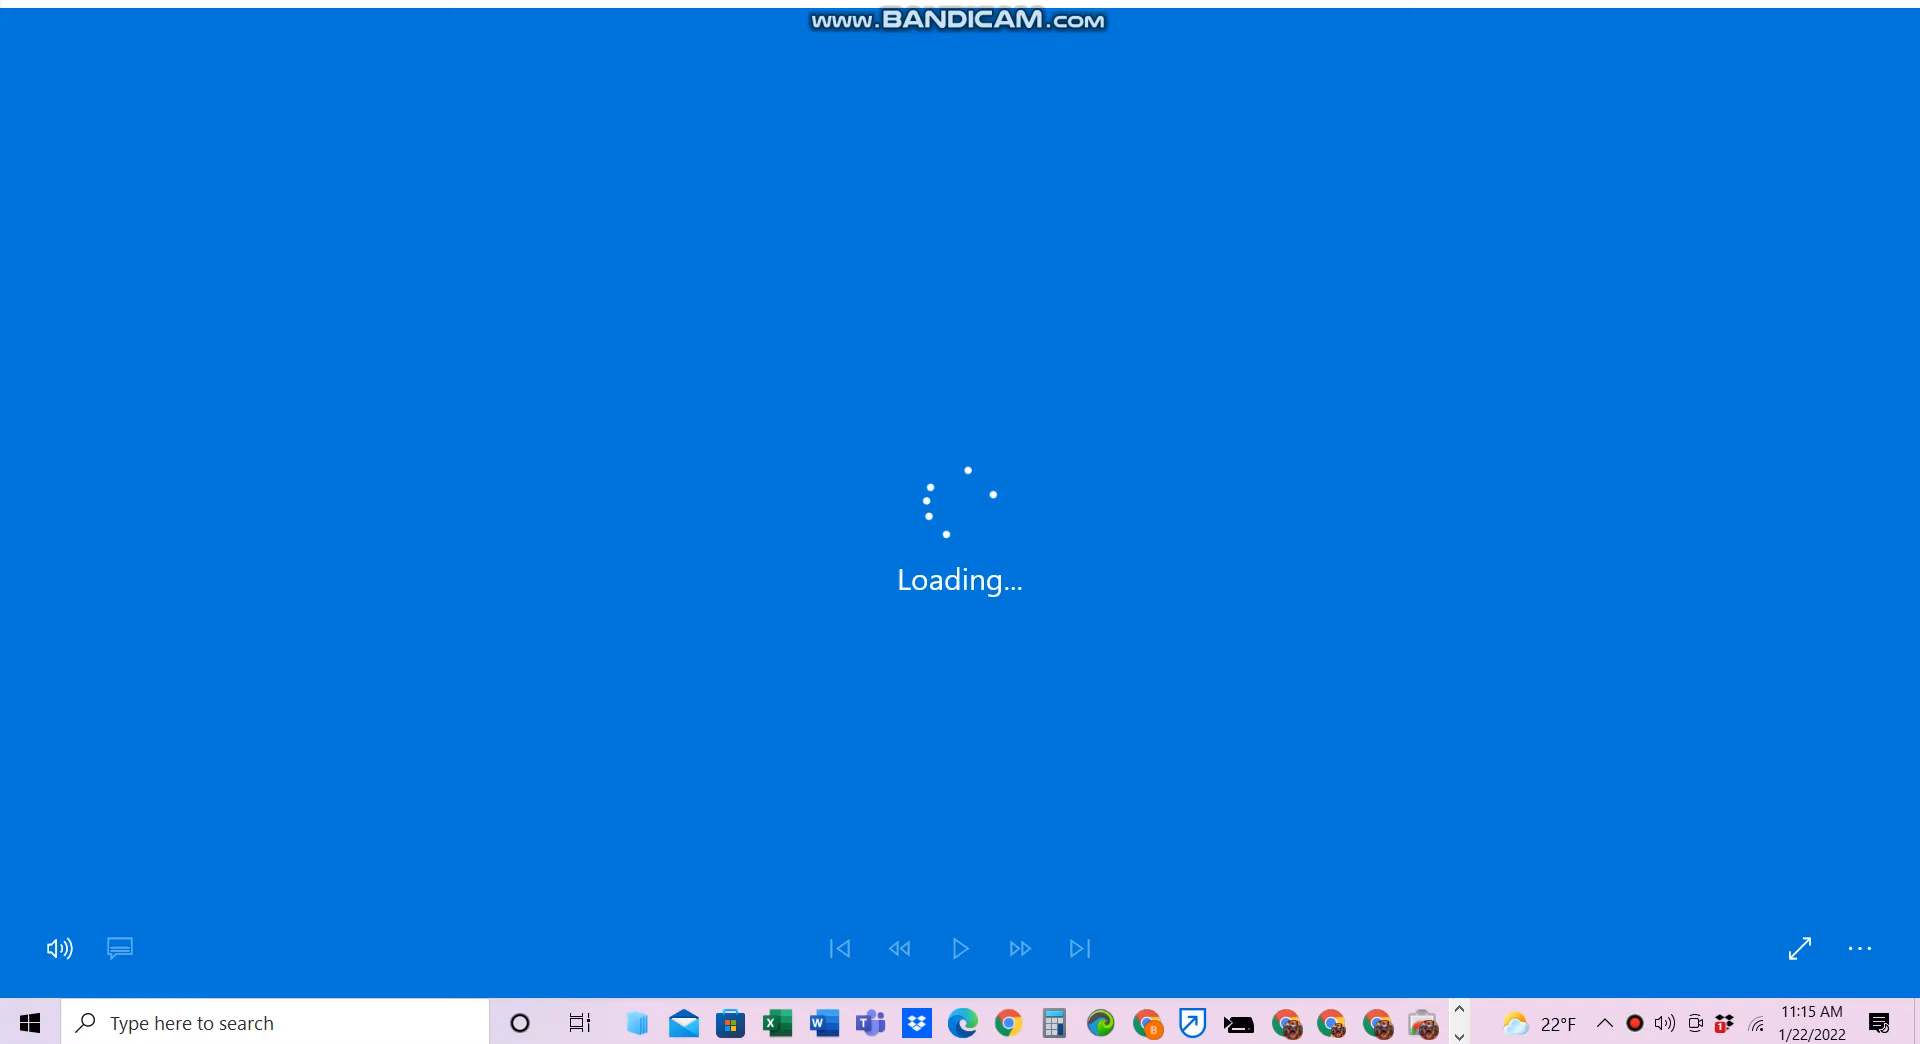 www.BANDICAM.com
Loading...
Type here to search
22°F
11:15 AM
1/22/2022